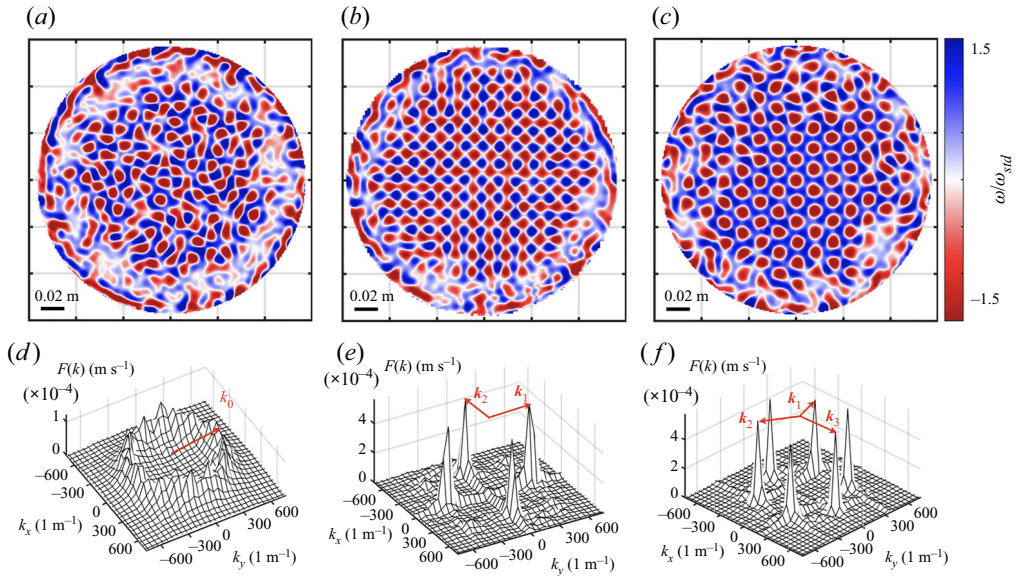 (a)
(b)
(c)
1.5
ω/ω_std
–1.5
0.02 m
0.02 m
0.02 m
(d)
F(k) (m s⁻¹)
(×10⁻⁴)
1
0
k₀
–600
–300
0
300
600
kₓ (1 m⁻¹)
–600
–300
0
300
600
k_y (1 m⁻¹)
(e)
F(k) (m s⁻¹)
(×10⁻⁴)
4
2
0
k₂
k₁
–600
–300
0
300
600
kₓ (1 m⁻¹)
–600
–300
0
300
600
k_y (1 m⁻¹)
(f)
F(k) (m s⁻¹)
(×10⁻⁴)
4
2
0
k₁
k₂
k₃
–600
–300
0
300
600
kₓ (1 m⁻¹)
–600
–300
0
300
600
k_y (1 m⁻¹)